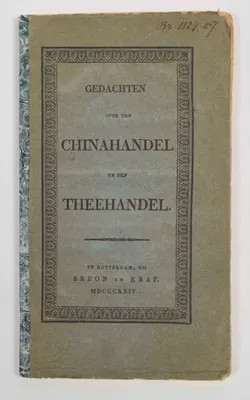 GEDACHTEN
OVER DEN
CHINAHANDEL
EN DEN
THEEHANDEL.
TE ROTTERDAM, BIJ
ARBON EN KRAP.
MDCCCXXIV.